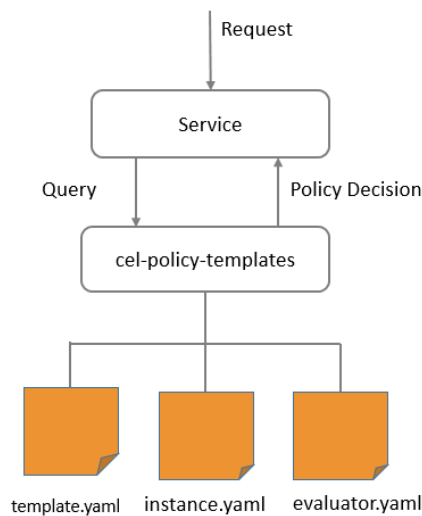 Request
Service
Query
Policy Decision
cel-policy-templates
template.yaml
instance.yaml
evaluator.yaml